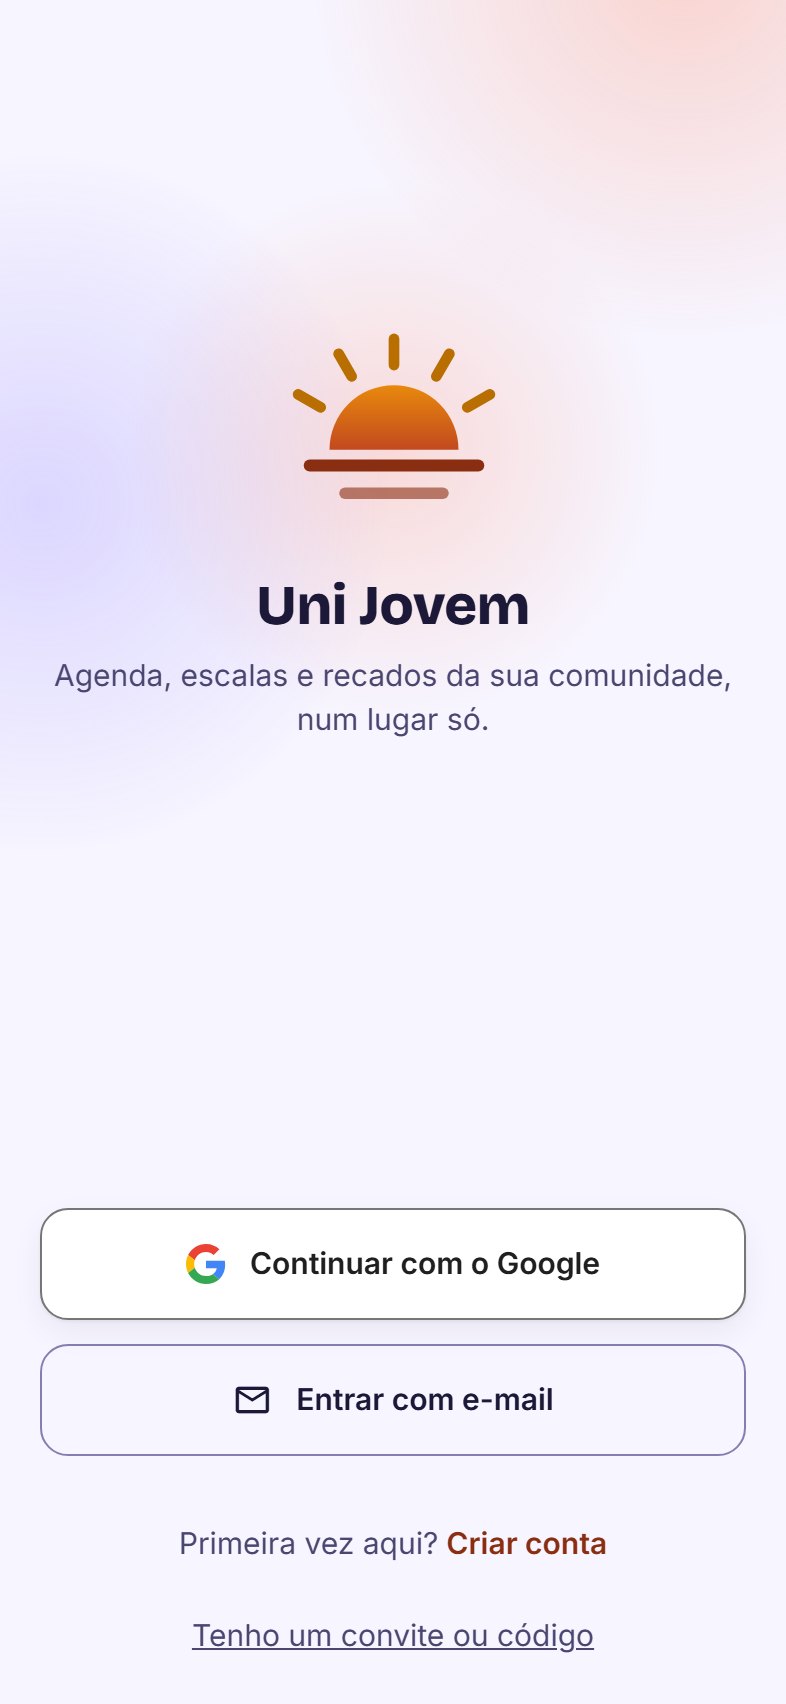 Uni Jovem
Agenda, escalas e recados da sua comunidade,
num lugar só.
Continuar com o Google
Entrar com e-mail
Primeira vez aqui? Criar conta
Tenho um convite ou código